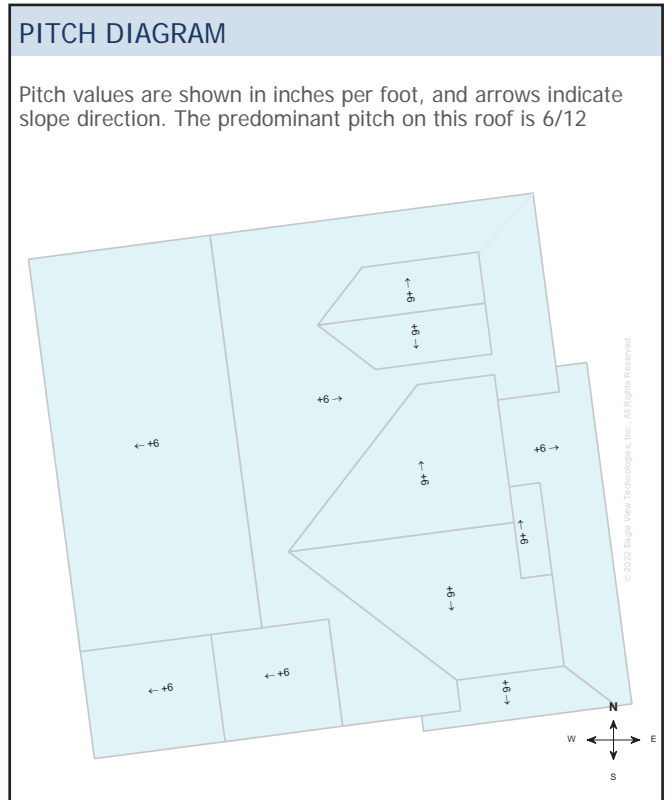 PITCH DIAGRAM
Pitch values are shown in inches per foot, and arrows indicate
slope direction. The predominant pitch on this roof is 6/12
+6 →
+6 →
+6 →
← +6
+6 →
+6 →
+6 →
+6 →
← +6
← +6
+6 →
N
W E
S
© 2022 Eagle View Technologies, Inc., All Rights Reserved.